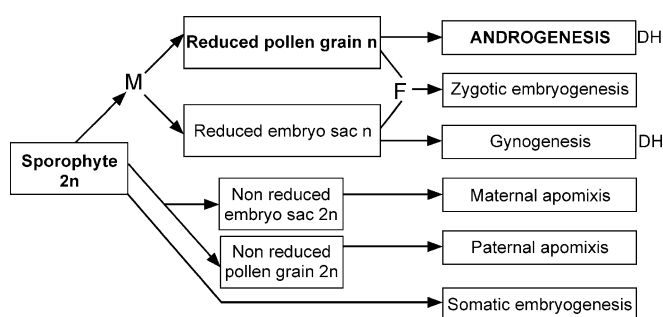 Reduced pollen grain n
ANDROGENESIS DH
M
F
Zygotic embryogenesis
Reduced embryo sac n
Gynogenesis DH
Sporophyte
2n
Non reduced
embryo sac 2n
Maternal apomixis
Non reduced
pollen grain 2n
Paternal apomixis
Somatic embryogenesis